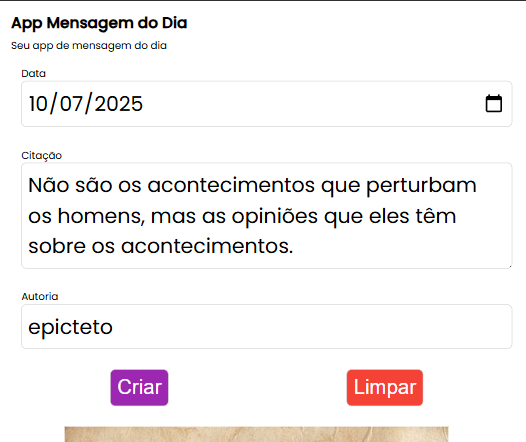 App Mensagem do Dia
Seu app de mensagem do dia
Data
10/07/2025
Citação
Não são os acontecimentos que perturbam
os homens, mas as opiniões que eles têm
sobre os acontecimentos.
Autoria
epicteto
Criar
Limpar